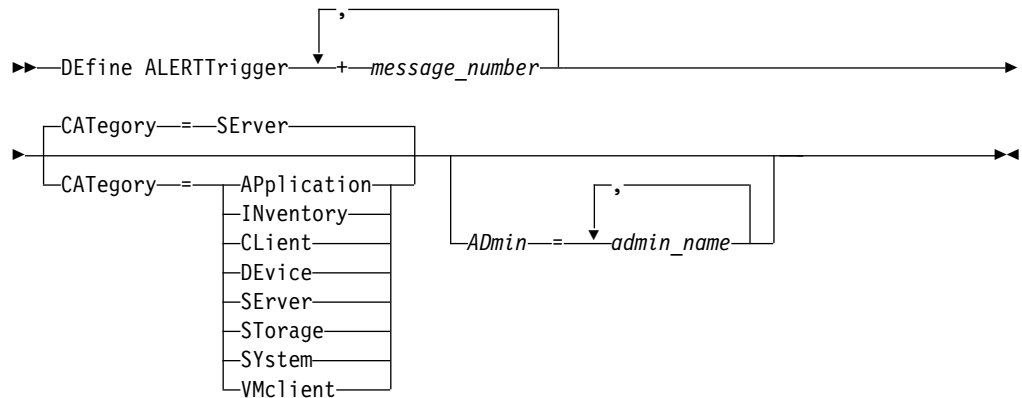 ,
DEfine ALERTTrigger + message_number
CATegory = SErver
CATegory = APplication
INventory
CLient
DEvice
SErver
STorage
SYstem
VMclient
,
ADmin = admin_name